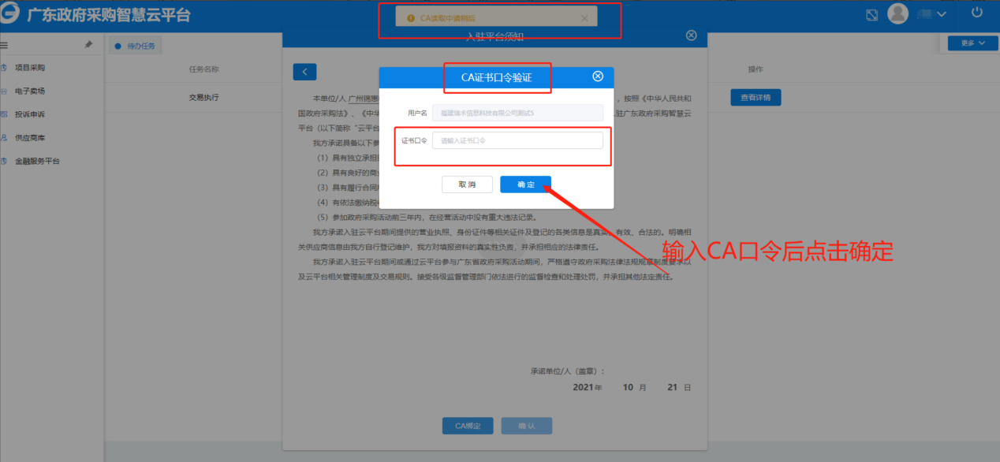 广东政府采购智慧云平台
CA读取中请稍后
入驻平台须知
更多
待办任务
项目采购
电子卖场
投诉申诉
供应商库
金融服务平台
任务名称
操作
交易执行
查看详情
CA证书口令验证
用户名 福建瑞术信息科技有限公司测试5
证书口令 请输入证书口令
取 消
确 定
本单位/人 广州锦惠
，按照《中华人民共和
国政府采购法》、《中华
驻广东政府采购智慧云
平台（以下简称“云平台
我方承诺具备以下参
（1）具有独立承担
（2）具有良好的商
（3）具有履行合同
（4）有依法缴纳税
（5）参加政府采购活动前三年内，在经营活动中没有重大违法记录。
我方承诺入驻云平台期间提供的营业执照、身份证件等相关证件及登记的各类信息是真实、有效、合法的。明确相
关供应商信息由我方自行登记维护，我方对填报资料的真实性负责，并承担相应的法律责任。
我方承诺入驻云平台期间或通过云平台参与广东省政府采购活动期间，严格遵守政府采购法律法规规章制度要求以
及云平台相关管理制度及交易规则。接受各级监督管理部门依法进行的监督检查和处理处罚，并承担其他法定责任。
输入CA口令后点击确定
承诺单位/人（盖章）：
2021 年 10 月 21 日
CA绑定
确 认